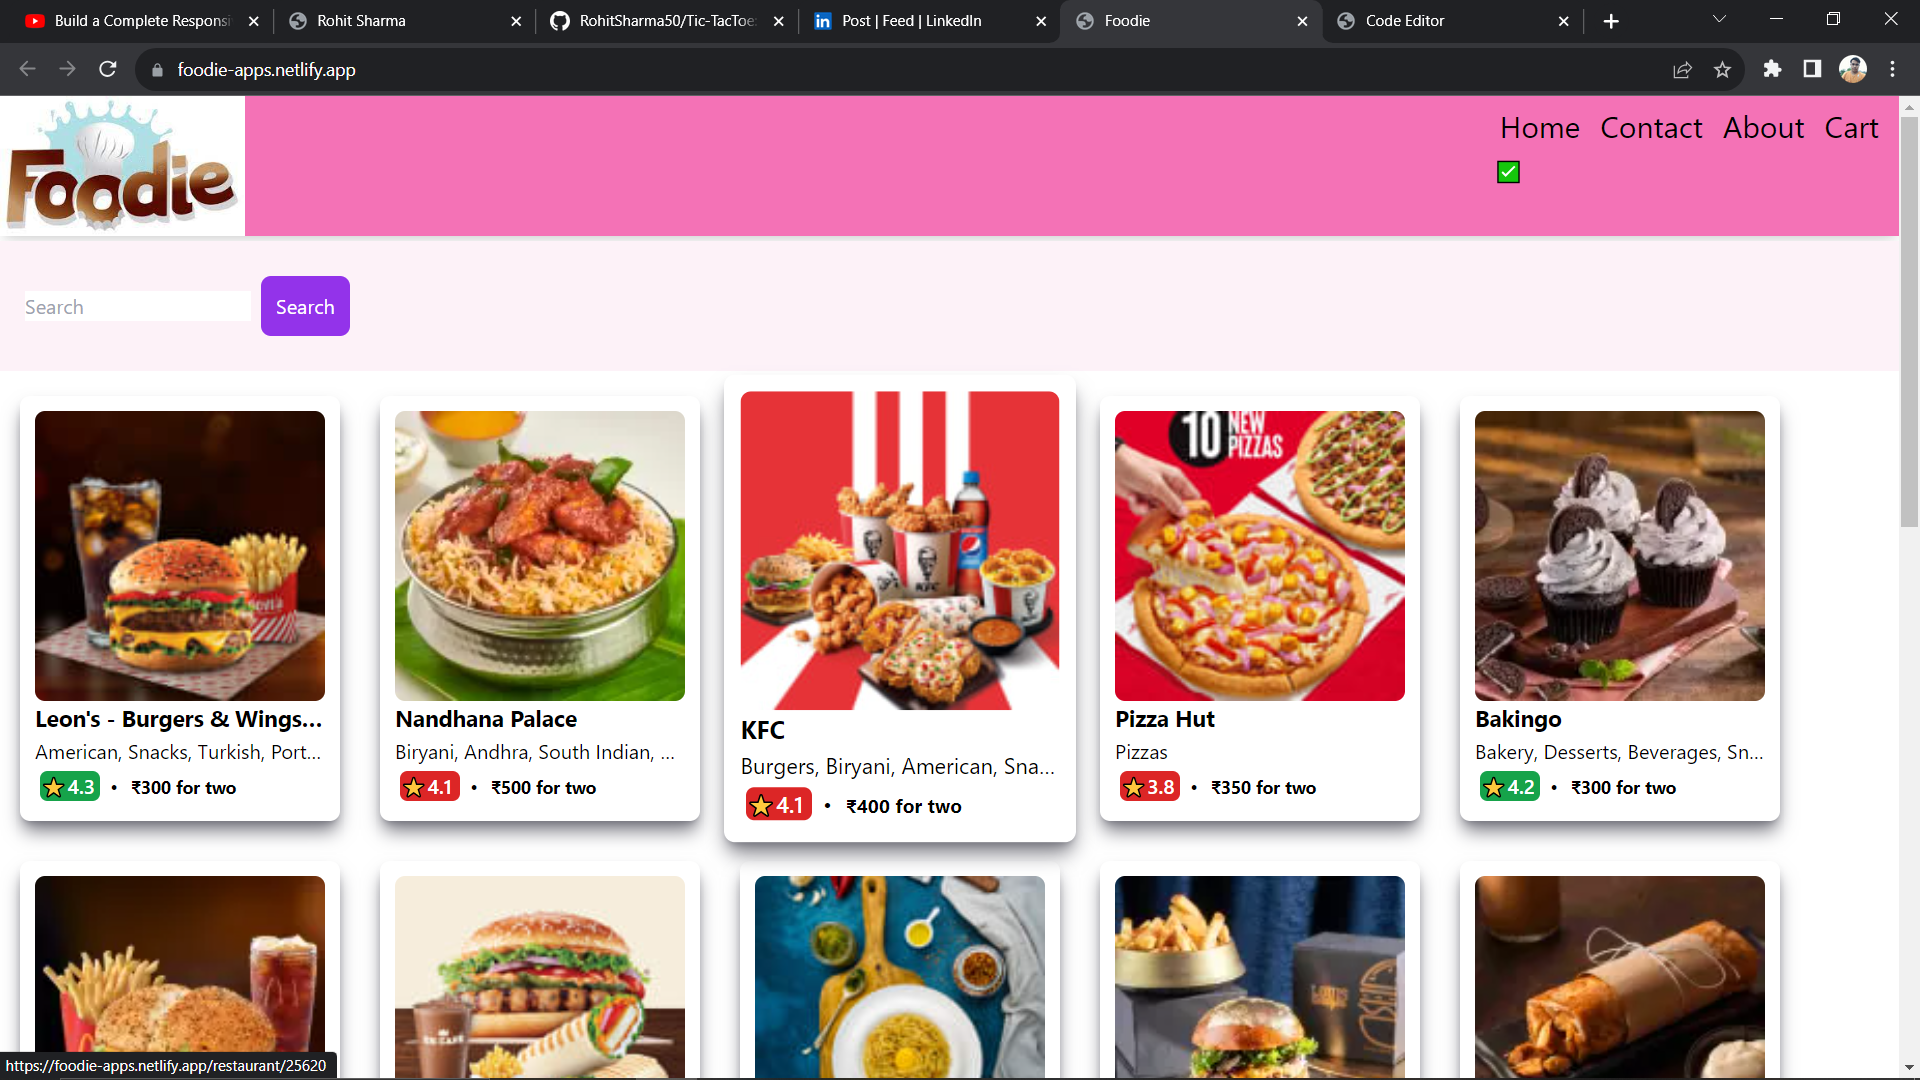 Build a Complete Responsi
Rohit Sharma
RohitSharma50/Tic-TacToe
Post | Feed | LinkedIn
Foodie
Code Editor
foodie-apps.netlify.app
Foodie
Home Contact About Cart
Search
Search
10 NEW PIZZAS
KFC
Leon's - Burgers & Wings...
American, Snacks, Turkish, Port...
4.3 • ₹300 for two
Nandhana Palace
Biryani, Andhra, South Indian, ...
4.1 • ₹500 for two
KFC
Burgers, Biryani, American, Sna...
4.1 • ₹400 for two
Pizza Hut
Pizzas
3.8 • ₹350 for two
Bakingo
Bakery, Desserts, Beverages, Sn...
4.2 • ₹300 for two
https://foodie-apps.netlify.app/restaurant/25620